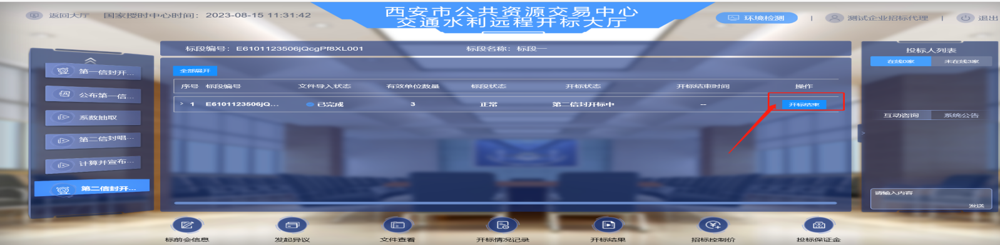 返回大厅 国家授时中心时间：2023-08-15 11:31:42
西安市公共资源交易中心
交通水利远程开标大厅
环境检测 | 测试企业招标代理 | 退出
标段编号：E6101123506jQcgPf8XL001 标段名称：标段一
投标人列表
在线0家 未在线3家
第一信封开...
公布第一信...
系数抽取
第二信封唱...
计算并宣布...
第二信封开...
全部展开
序号 标段编号 文件导入状态 有效单位数量 标段状态 开标状态 开标结束时间 操作
> 1 E6101123506jQ... 已完成 3 正常 第二信封开标中 -- 开标结束
互动咨询 系统公告
>
请输入内容
发送
标前会信息 发起异议 文件查看 开标情况记录 开标结果 招标控制价 投标保证金